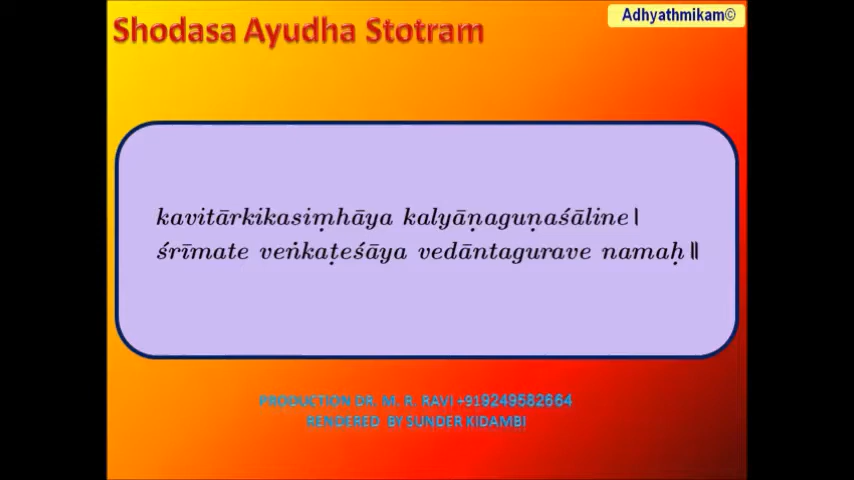 Shodasa Ayudha Stotram
Adhyathmikam©
kavitārkikasiṃhāya kalyāṇaguṇaśāline।
śrīmate veṅkaṭeśāya vedāntagurave namaḥ॥
PRODUCTION DR. M. R. RAVI +919249582664
RENDERED BY SUNDER KIDAMBI